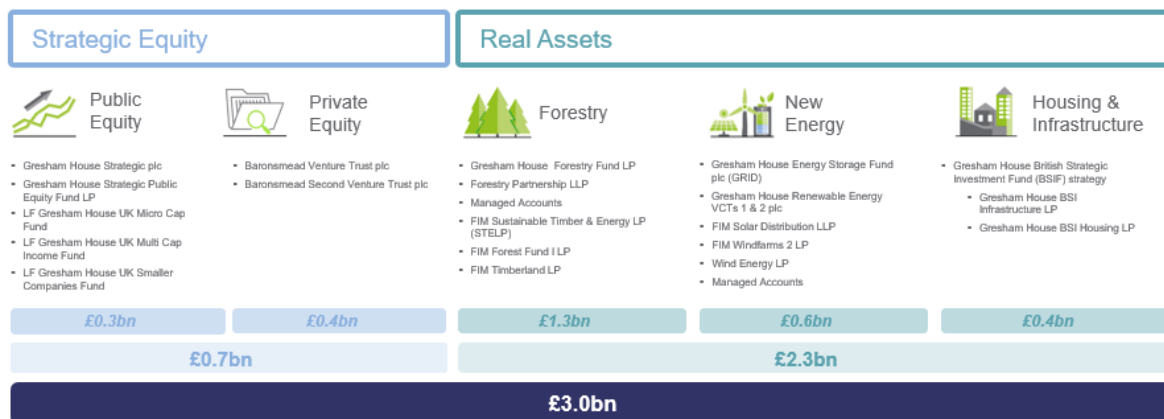 Strategic Equity
Real Assets
Public
Equity
Private
Equity
Forestry
New
Energy
Housing &
Infrastructure
▪ Gresham House Strategic plc
▪ Gresham House Strategic Public
Equity Fund LP
▪ LF Gresham House UK Micro Cap
Fund
▪ LF Gresham House UK Multi Cap
Income Fund
▪ LF Gresham House UK Smaller
Companies Fund
▪ Baronsmead Venture Trust plc
▪ Baronsmead Second Venture Trust plc
▪ Gresham House Forestry Fund LP
▪ Forestry Partnership LLP
▪ Managed Accounts
▪ FIM Sustainable Timber & Energy LP
(STELP)
▪ FIM Forest Fund I LP
▪ FIM Timberland LP
▪ Gresham House Energy Storage Fund
plc (GRID)
▪ Gresham House Renewable Energy
VCTs 1 & 2 plc
▪ FIM Solar Distribution LLP
▪ FIM Windfarms 2 LP
▪ Wind Energy LP
▪ Managed Accounts
▪ Gresham House British Strategic
Investment Fund (BSIF) strategy
▪ Gresham House BSI
Infrastructure LP
▪ Gresham House BSI Housing LP
£0.3bn
£0.4bn
£1.3bn
£0.6bn
£0.4bn
£0.7bn
£2.3bn
£3.0bn